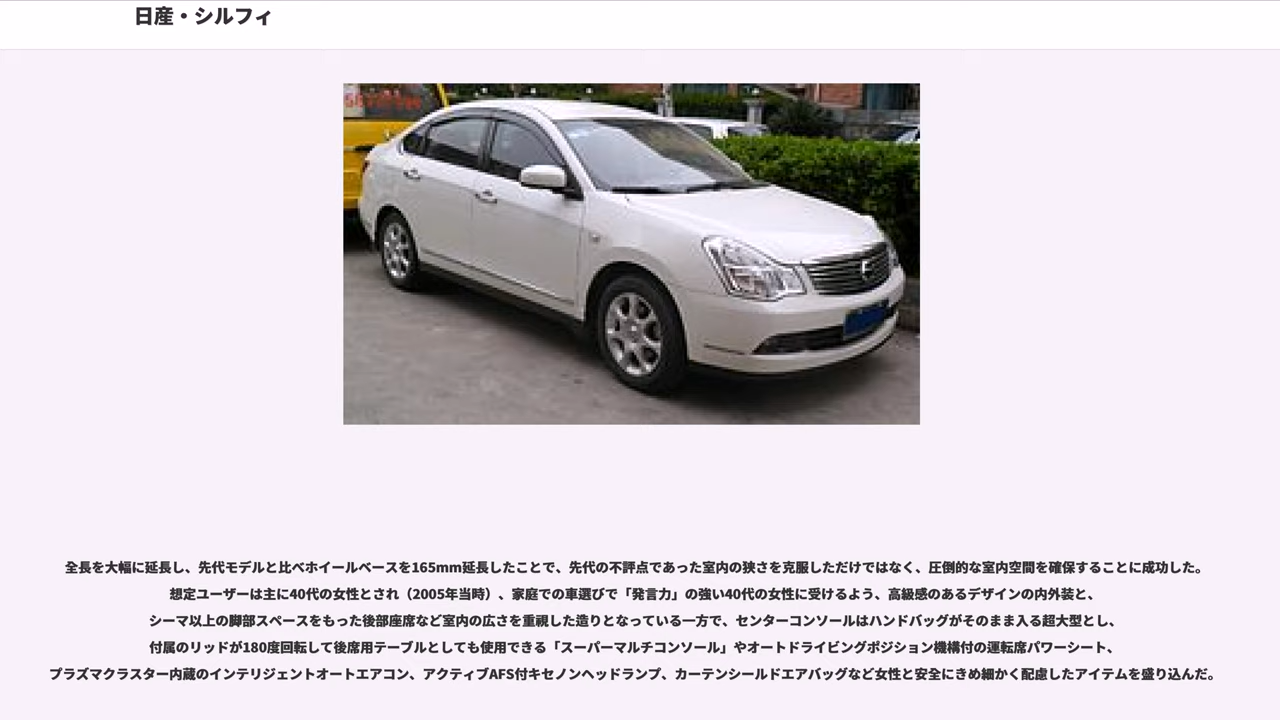 日産・シルフィ
全長を大幅に延長し、先代モデルと比べホイールベースを165mm延長したことで、先代の不評点であった室内の狭さを克服しただけではなく、圧倒的な室内空間を確保することに成功した。
想定ユーザーは主に40代の女性とされ（2005年当時）、家庭での車選びで「発言力」の強い40代の女性に受けるよう、高級感のあるデザインの内外装と、
シーマ以上の脚部スペースをもった後部座席など室内の広さを重視した造りとなっている一方で、センターコンソールはハンドバッグがそのまま入る超大型とし、
付属のリッドが180度回転して後席用テーブルとしても使用できる「スーパーマルチコンソール」やオートドライビングポジション機構付の運転席パワーシート、
プラズマクラスター内蔵のインテリジェントオートエアコン、アクティブAFS付キセノンヘッドランプ、カーテンシールドエアバッグなど女性と安全にきめ細かく配慮したアイテムを盛り込んだ。